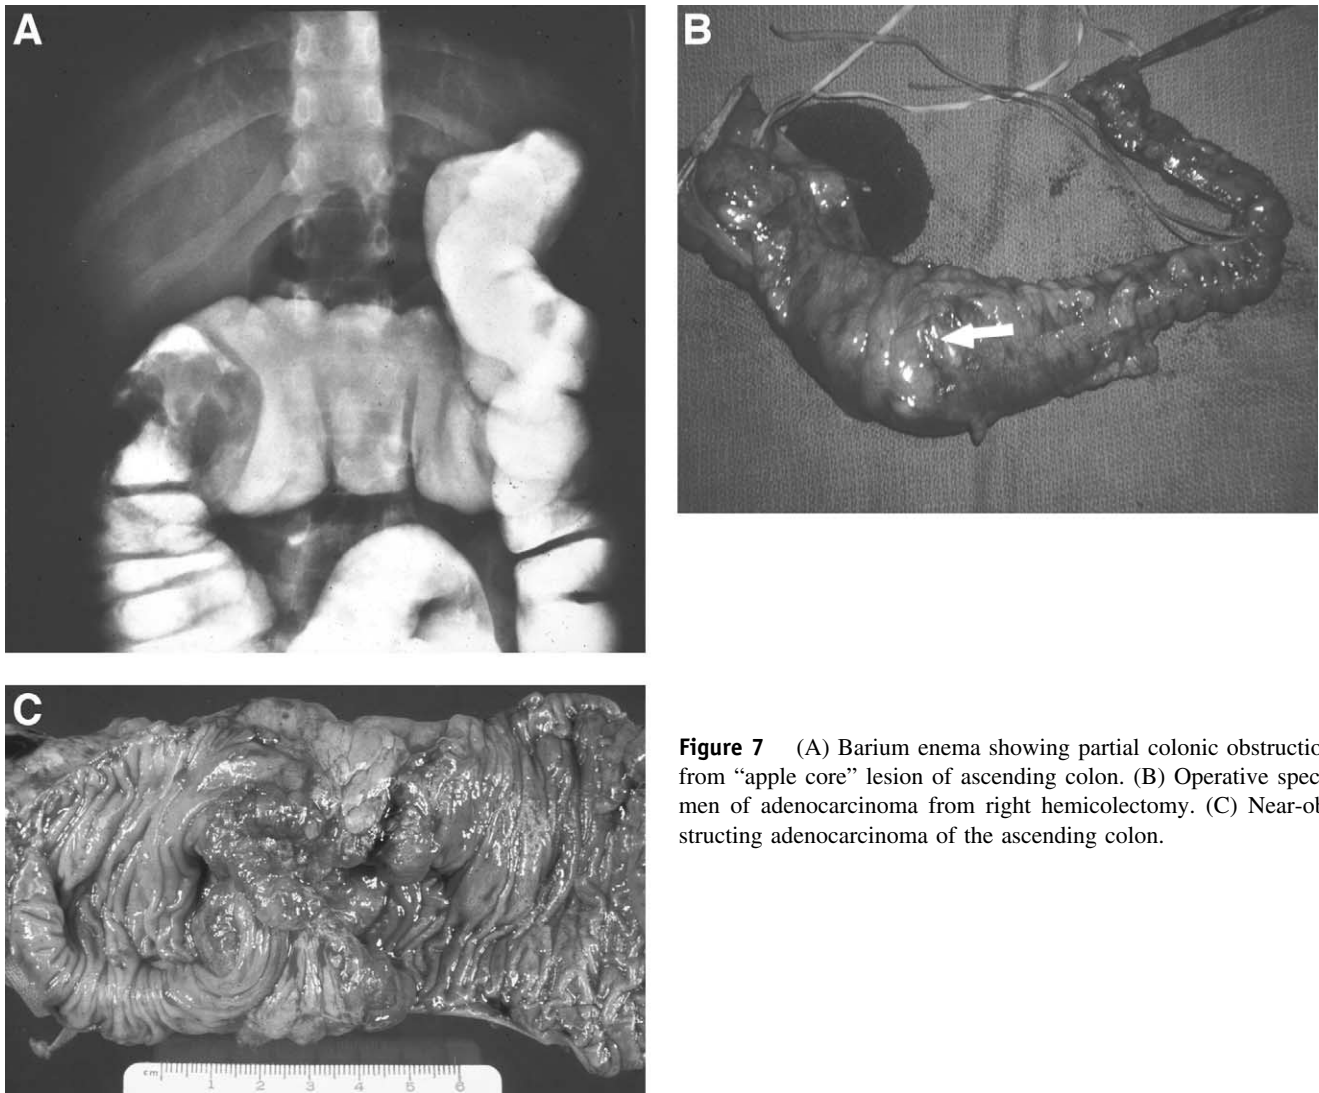 A
B
C
cm 1 2 3 4 5 6
Figure 7 (A) Barium enema showing partial colonic obstructio
from “apple core” lesion of ascending colon. (B) Operative spec
men of adenocarcinoma from right hemicolectomy. (C) Near-ob
structing adenocarcinoma of the ascending colon.